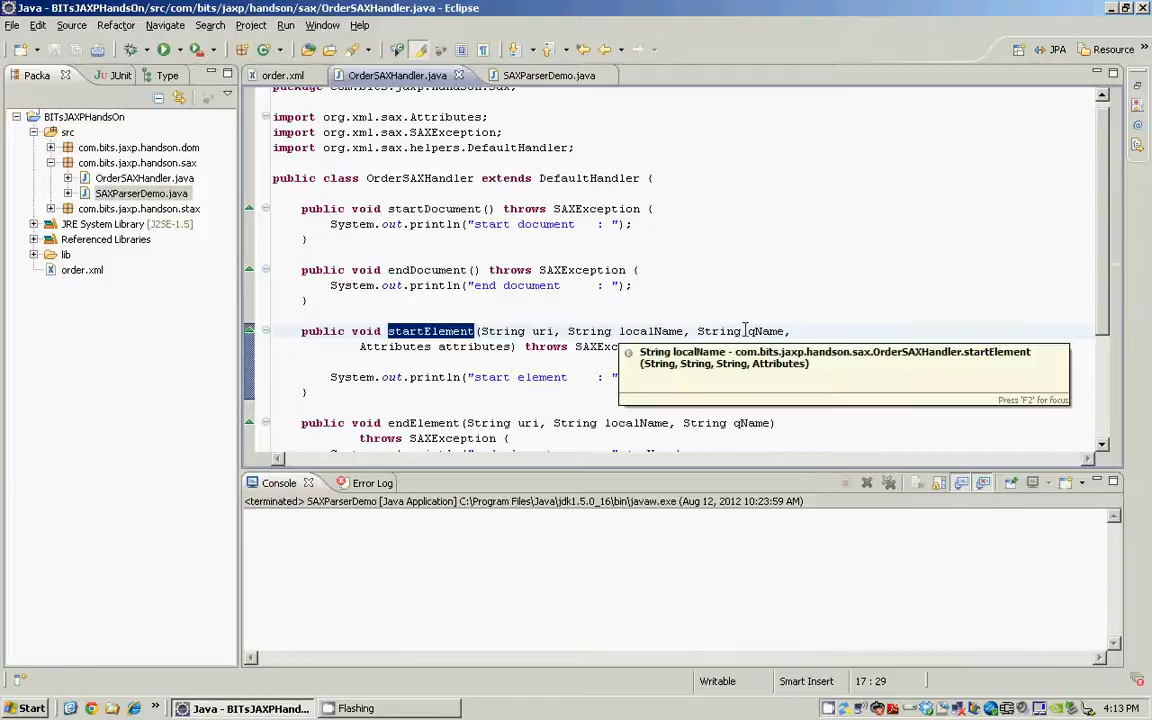 Java - BITsJAXPHandsOn/src/com/bits/jaxp/handson/sax/OrderSAXHandler.java - Eclipse
File Edit Source Refactor Navigate Search Project Run Window Help
JPA Resource »
Packa JUnit Type
order.xml OrderSAXHandler.java SAXParserDemo.java
BITsJAXPHandsOn
src
com.bits.jaxp.handson.dom
com.bits.jaxp.handson.sax
OrderSAXHandler.java
SAXParserDemo.java
com.bits.jaxp.handson.stax
JRE System Library [J2SE-1.5]
Referenced Libraries
lib
order.xml
package com.bits.jaxp.handson.sax;
import org.xml.sax.Attributes;
import org.xml.sax.SAXException;
import org.xml.sax.helpers.DefaultHandler;
public class OrderSAXHandler extends DefaultHandler {
public void startDocument() throws SAXException {
System.out.println("start document   : ");
}
public void endDocument() throws SAXException {
System.out.println("end document     : ");
}
public void startElement(String uri, String localName, String qName,
Attributes attributes) throws SAXExc
System.out.println("start element    : "
}
public void endElement(String uri, String localName, String qName)
throws SAXException {
String localName - com.bits.jaxp.handson.sax.OrderSAXHandler.startElement
(String, String, String, Attributes)
Press 'F2' for focus
Console Error Log
<terminated> SAXParserDemo [Java Application] C:\Program Files\Java\jdk1.5.0_16\bin\javaw.exe (Aug 12, 2012 10:23:59 AM)
Writable Smart Insert 17 : 29
Start » Java - BITsJAXPHand... Flashing 4:13 PM